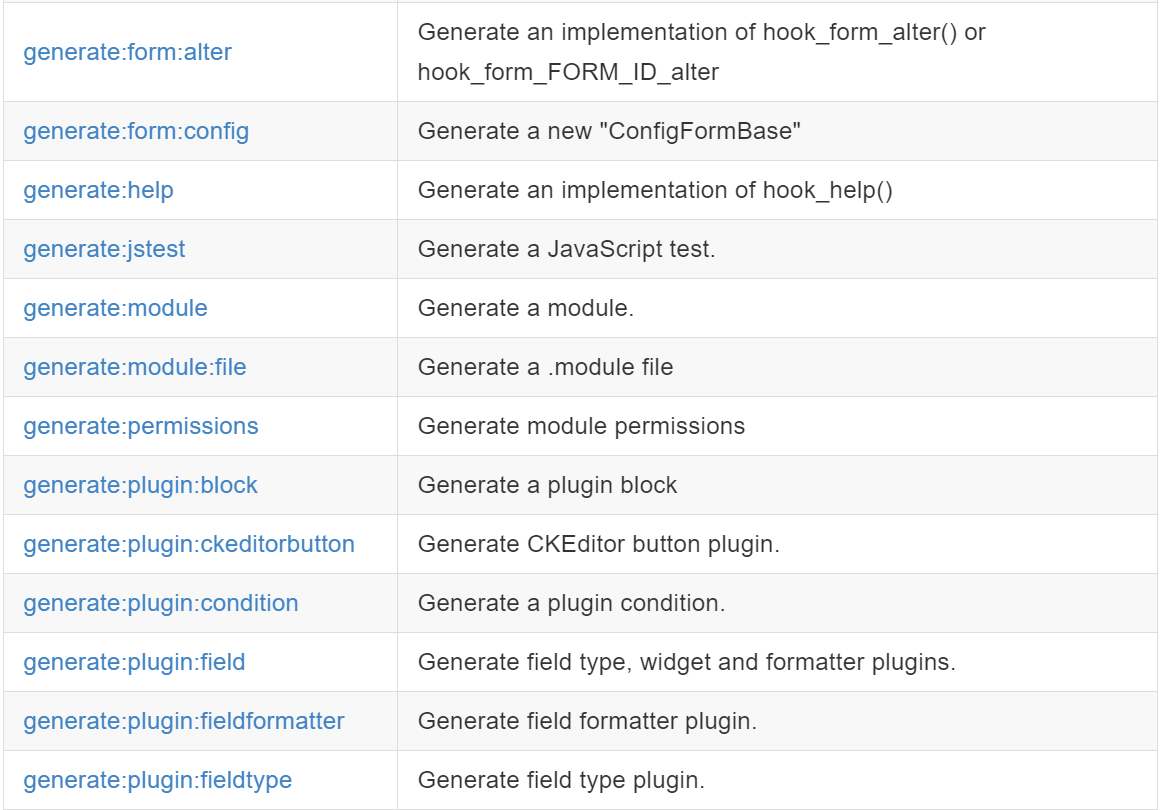 generate:form:alter
Generate an implementation of hook_form_alter() or
hook_form_FORM_ID_alter
generate:form:config
Generate a new "ConfigFormBase"
generate:help
Generate an implementation of hook_help()
generate:jstest
Generate a JavaScript test.
generate:module
Generate a module.
generate:module:file
Generate a .module file
generate:permissions
Generate module permissions
generate:plugin:block
Generate a plugin block
generate:plugin:ckeditorbutton
Generate CKEditor button plugin.
generate:plugin:condition
Generate a plugin condition.
generate:plugin:field
Generate field type, widget and formatter plugins.
generate:plugin:fieldformatter
Generate field formatter plugin.
generate:plugin:fieldtype
Generate field type plugin.